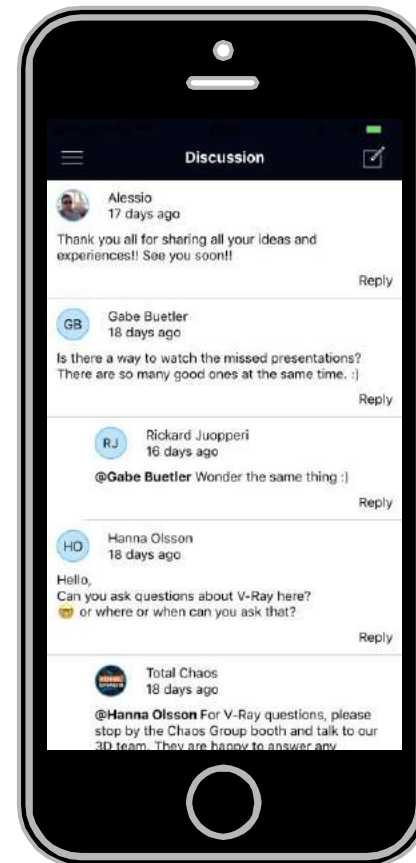 Discussion
Alessio
17 days ago
Thank you all for sharing all your ideas and
experiences!! See you soon!!
Reply
GB
Gabe Buetler
18 days ago
Is there a way to watch the missed presentations?
There are so many good ones at the same time. :)
Reply
RJ
Rickard Juopperi
16 days ago
@Gabe Buetler Wonder the same thing :)
Reply
HO
Hanna Olsson
18 days ago
Hello,
Can you ask questions about V-Ray here?
🤓 or where or when can you ask that?
Reply
Total Chaos
18 days ago
@Hanna Olsson For V-Ray questions, please
stop by the Chaos Group booth and talk to our
3D team. They are happy to answer any